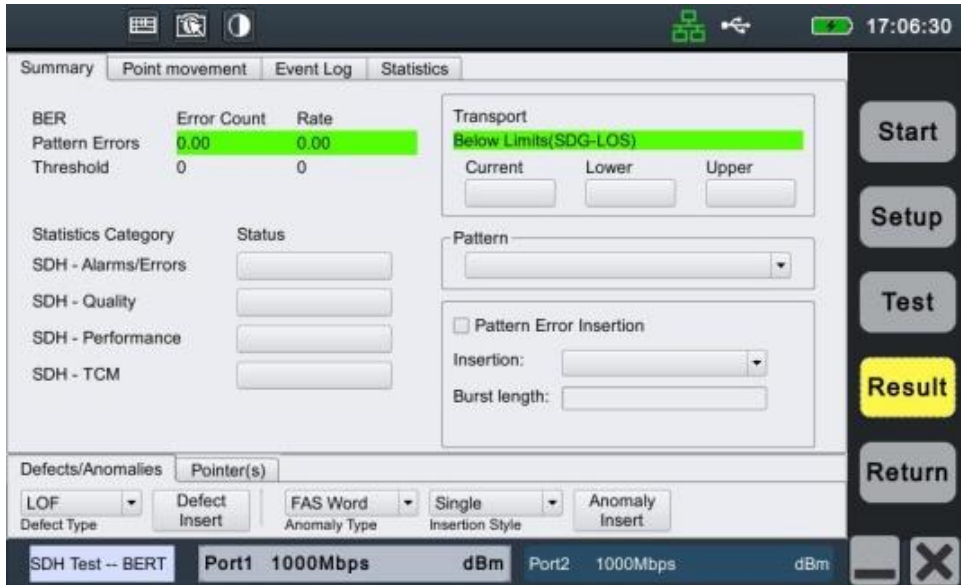 17:06:30
Summary Point movement Event Log Statistics
BER Error Count Rate
Pattern Errors 0.00 0.00
Threshold 0 0
Statistics Category Status
SDH - Alarms/Errors
SDH - Quality
SDH - Performance
SDH - TCM
Transport
Below Limits(SDG-LOS)
Current Lower Upper
Pattern
Pattern Error Insertion
Insertion:
Burst length:
Start
Setup
Test
Result
Return
Defects/Anomalies Pointer(s)
LOF
Defect Type
Defect
Insert
FAS Word
Anomaly Type
Single
Insertion Style
Anomaly
Insert
SDH Test -- BERT Port1 1000Mbps dBm Port2 1000Mbps dBm